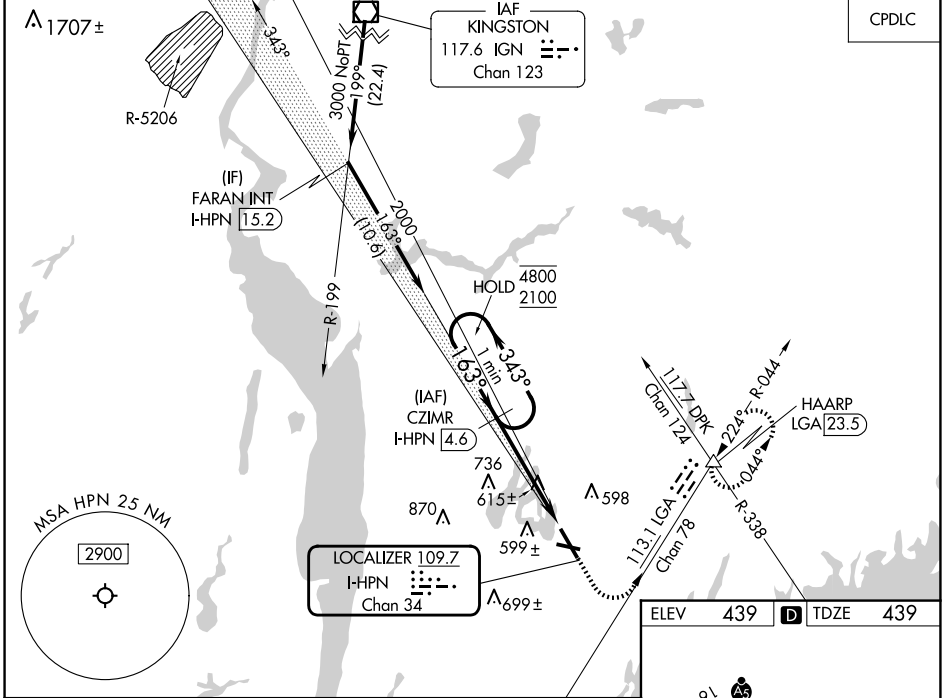 1707±
R-5206
343°
3000 NoPT
199°
(22.4)
IAF
KINGSTON
117.6 IGN
Chan 123
CPDLC
(IF)
FARAN INT
I-HPN 15.2
R-199
2000
163°
(10.6)
HOLD 4800
2100
1 min
343°
163°
(IAF)
CZIMR
I-HPN 4.6
117.7 DPK
Chan 124
R-044
224°
044°
HAARP
LGA 23.5
R-338
113.1 LGA
Chan 78
736
615±
598
870
599±
699±
MSA HPN 25 NM
2900
LOCALIZER 109.7
I-HPN
Chan 34
ELEV 439 D TDZE 439
16
A5